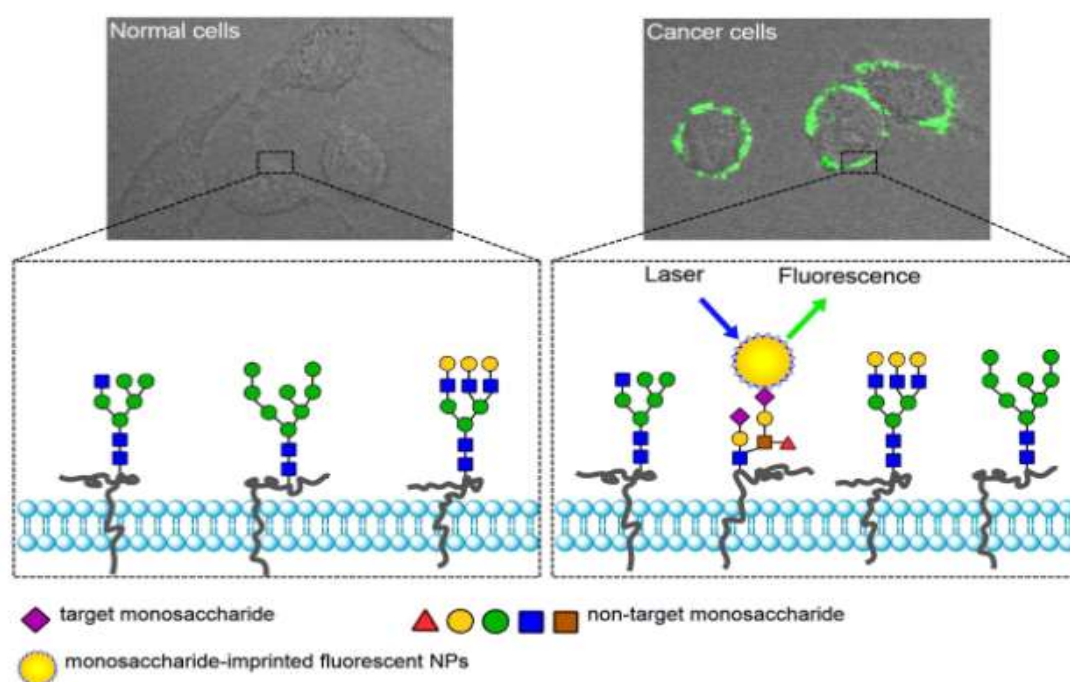 Normal cells
Cancer cells
Laser
Fluorescence
target monosaccharide
non-target monosaccharide
monosaccharide-imprinted fluorescent NPs